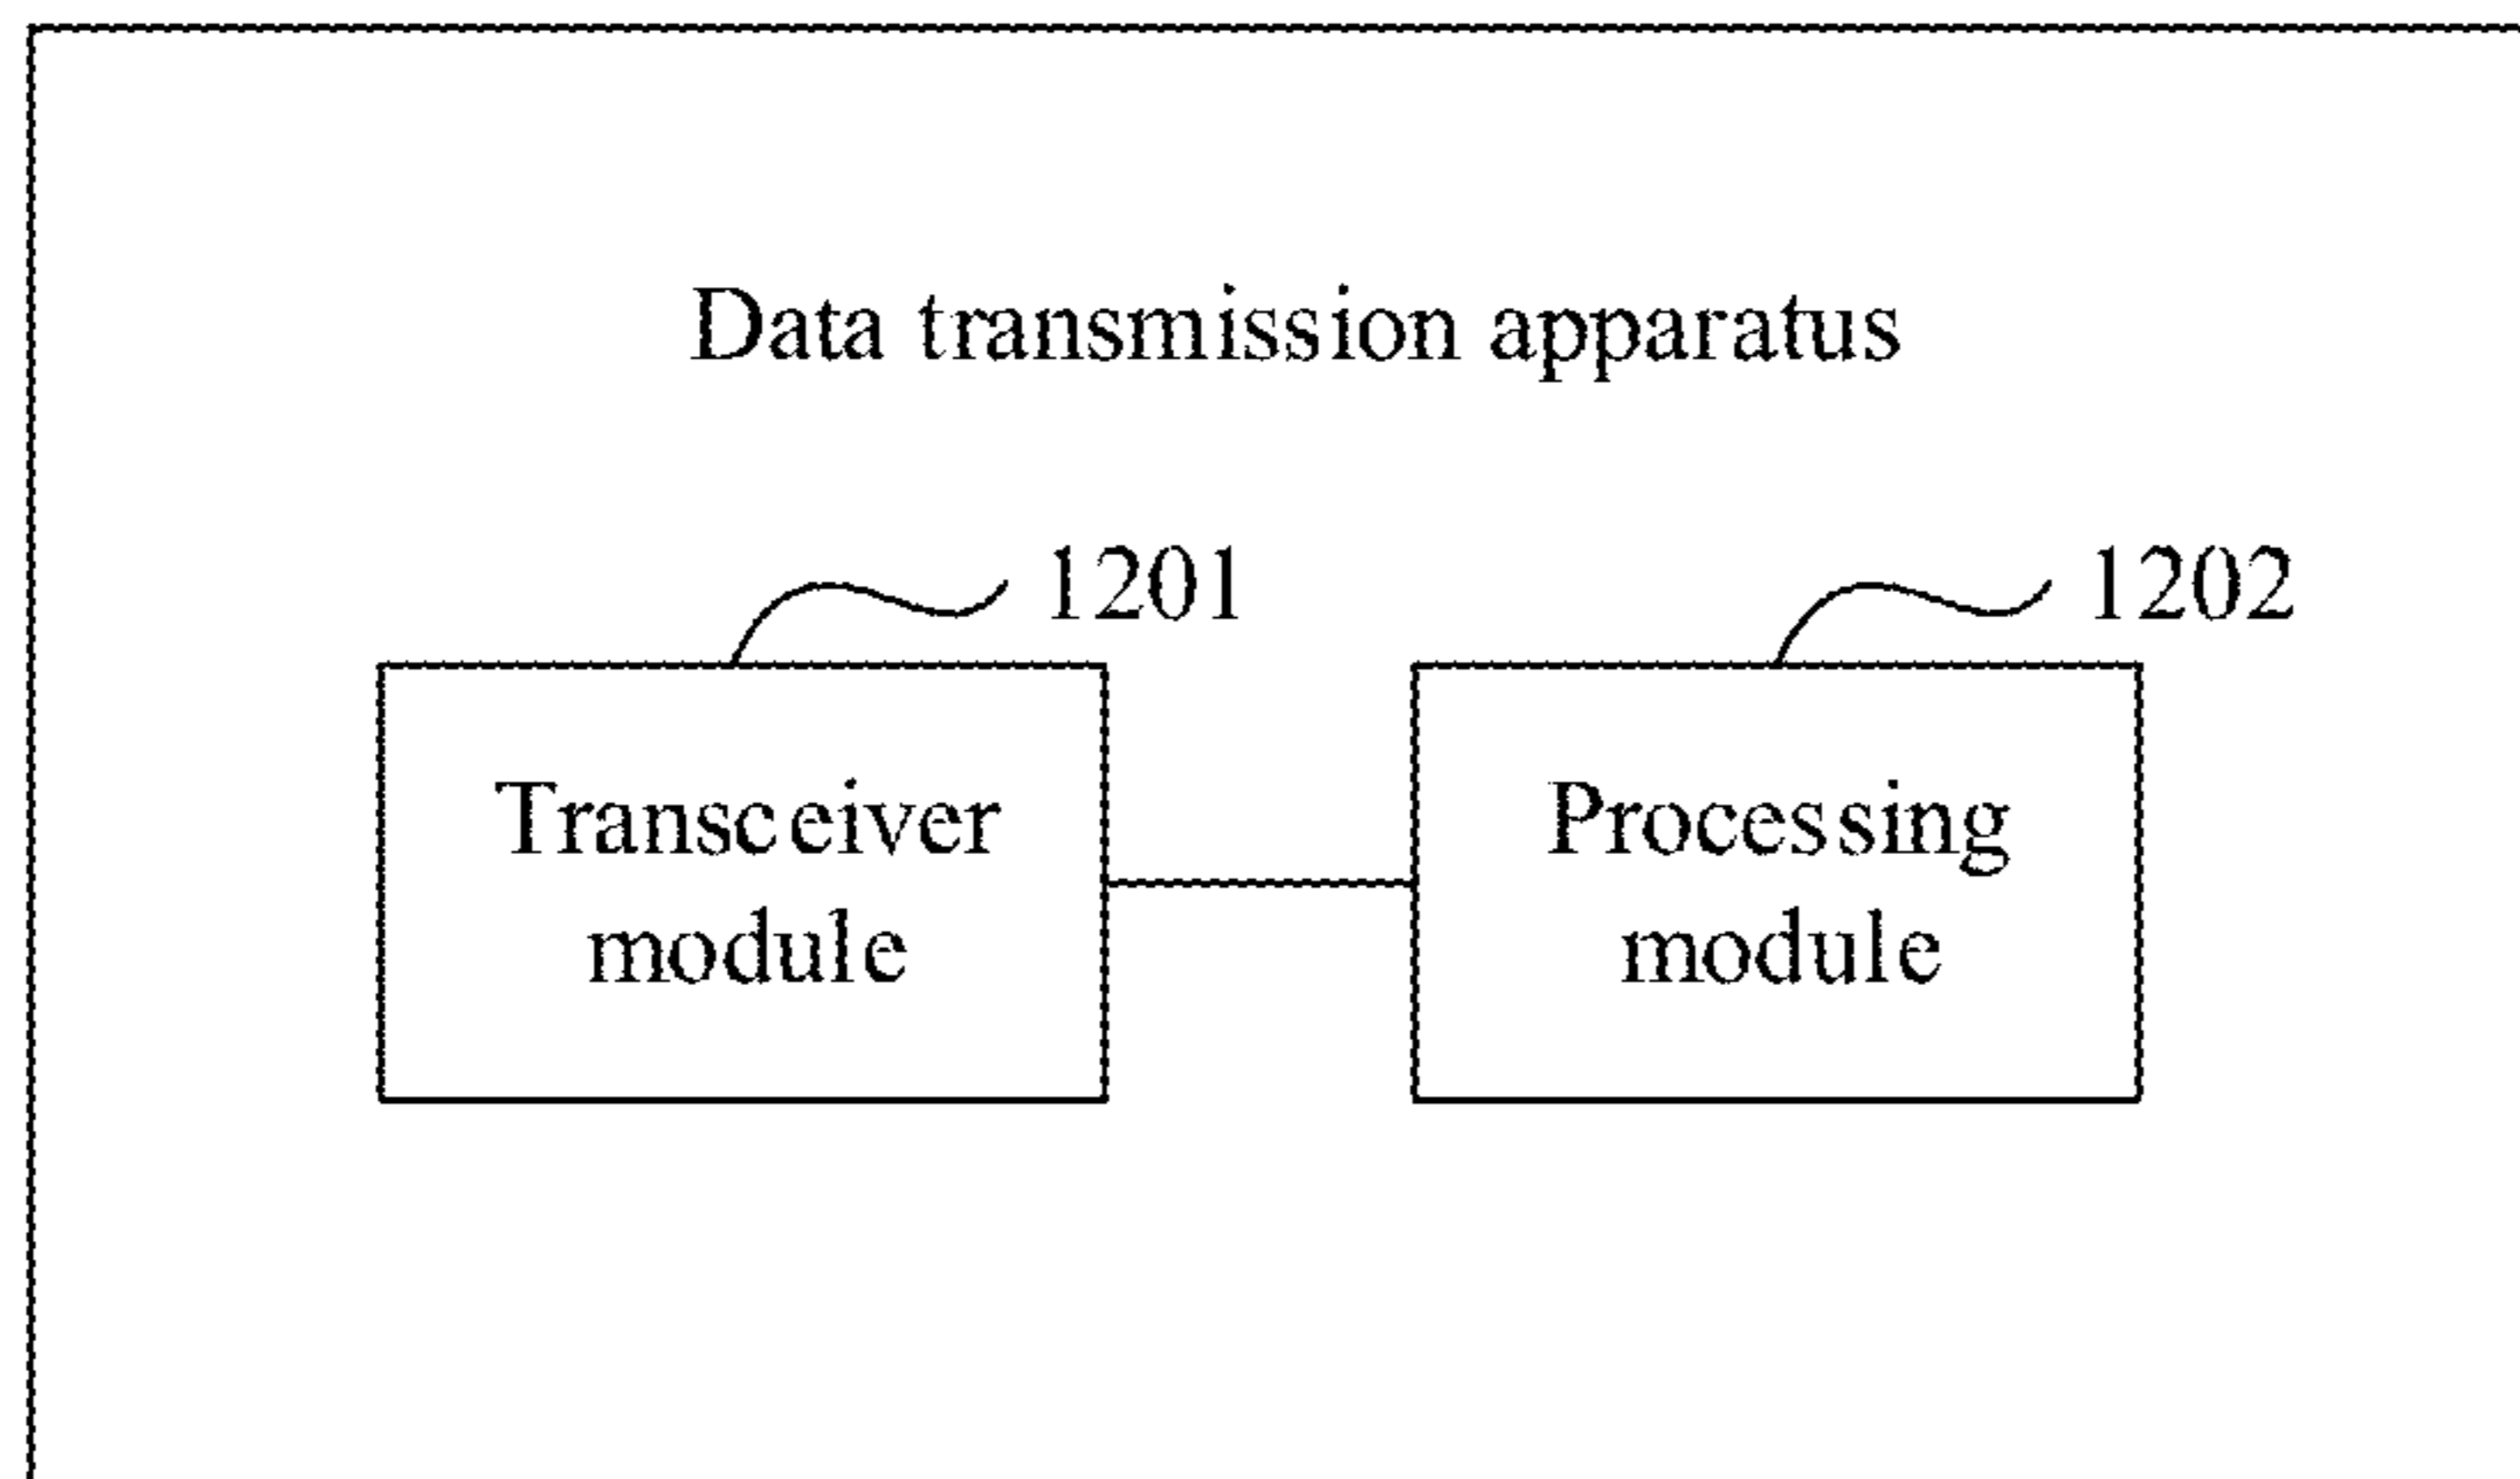 Data transmission apparatus
1201
1202
Transceiver
module
Processing
module